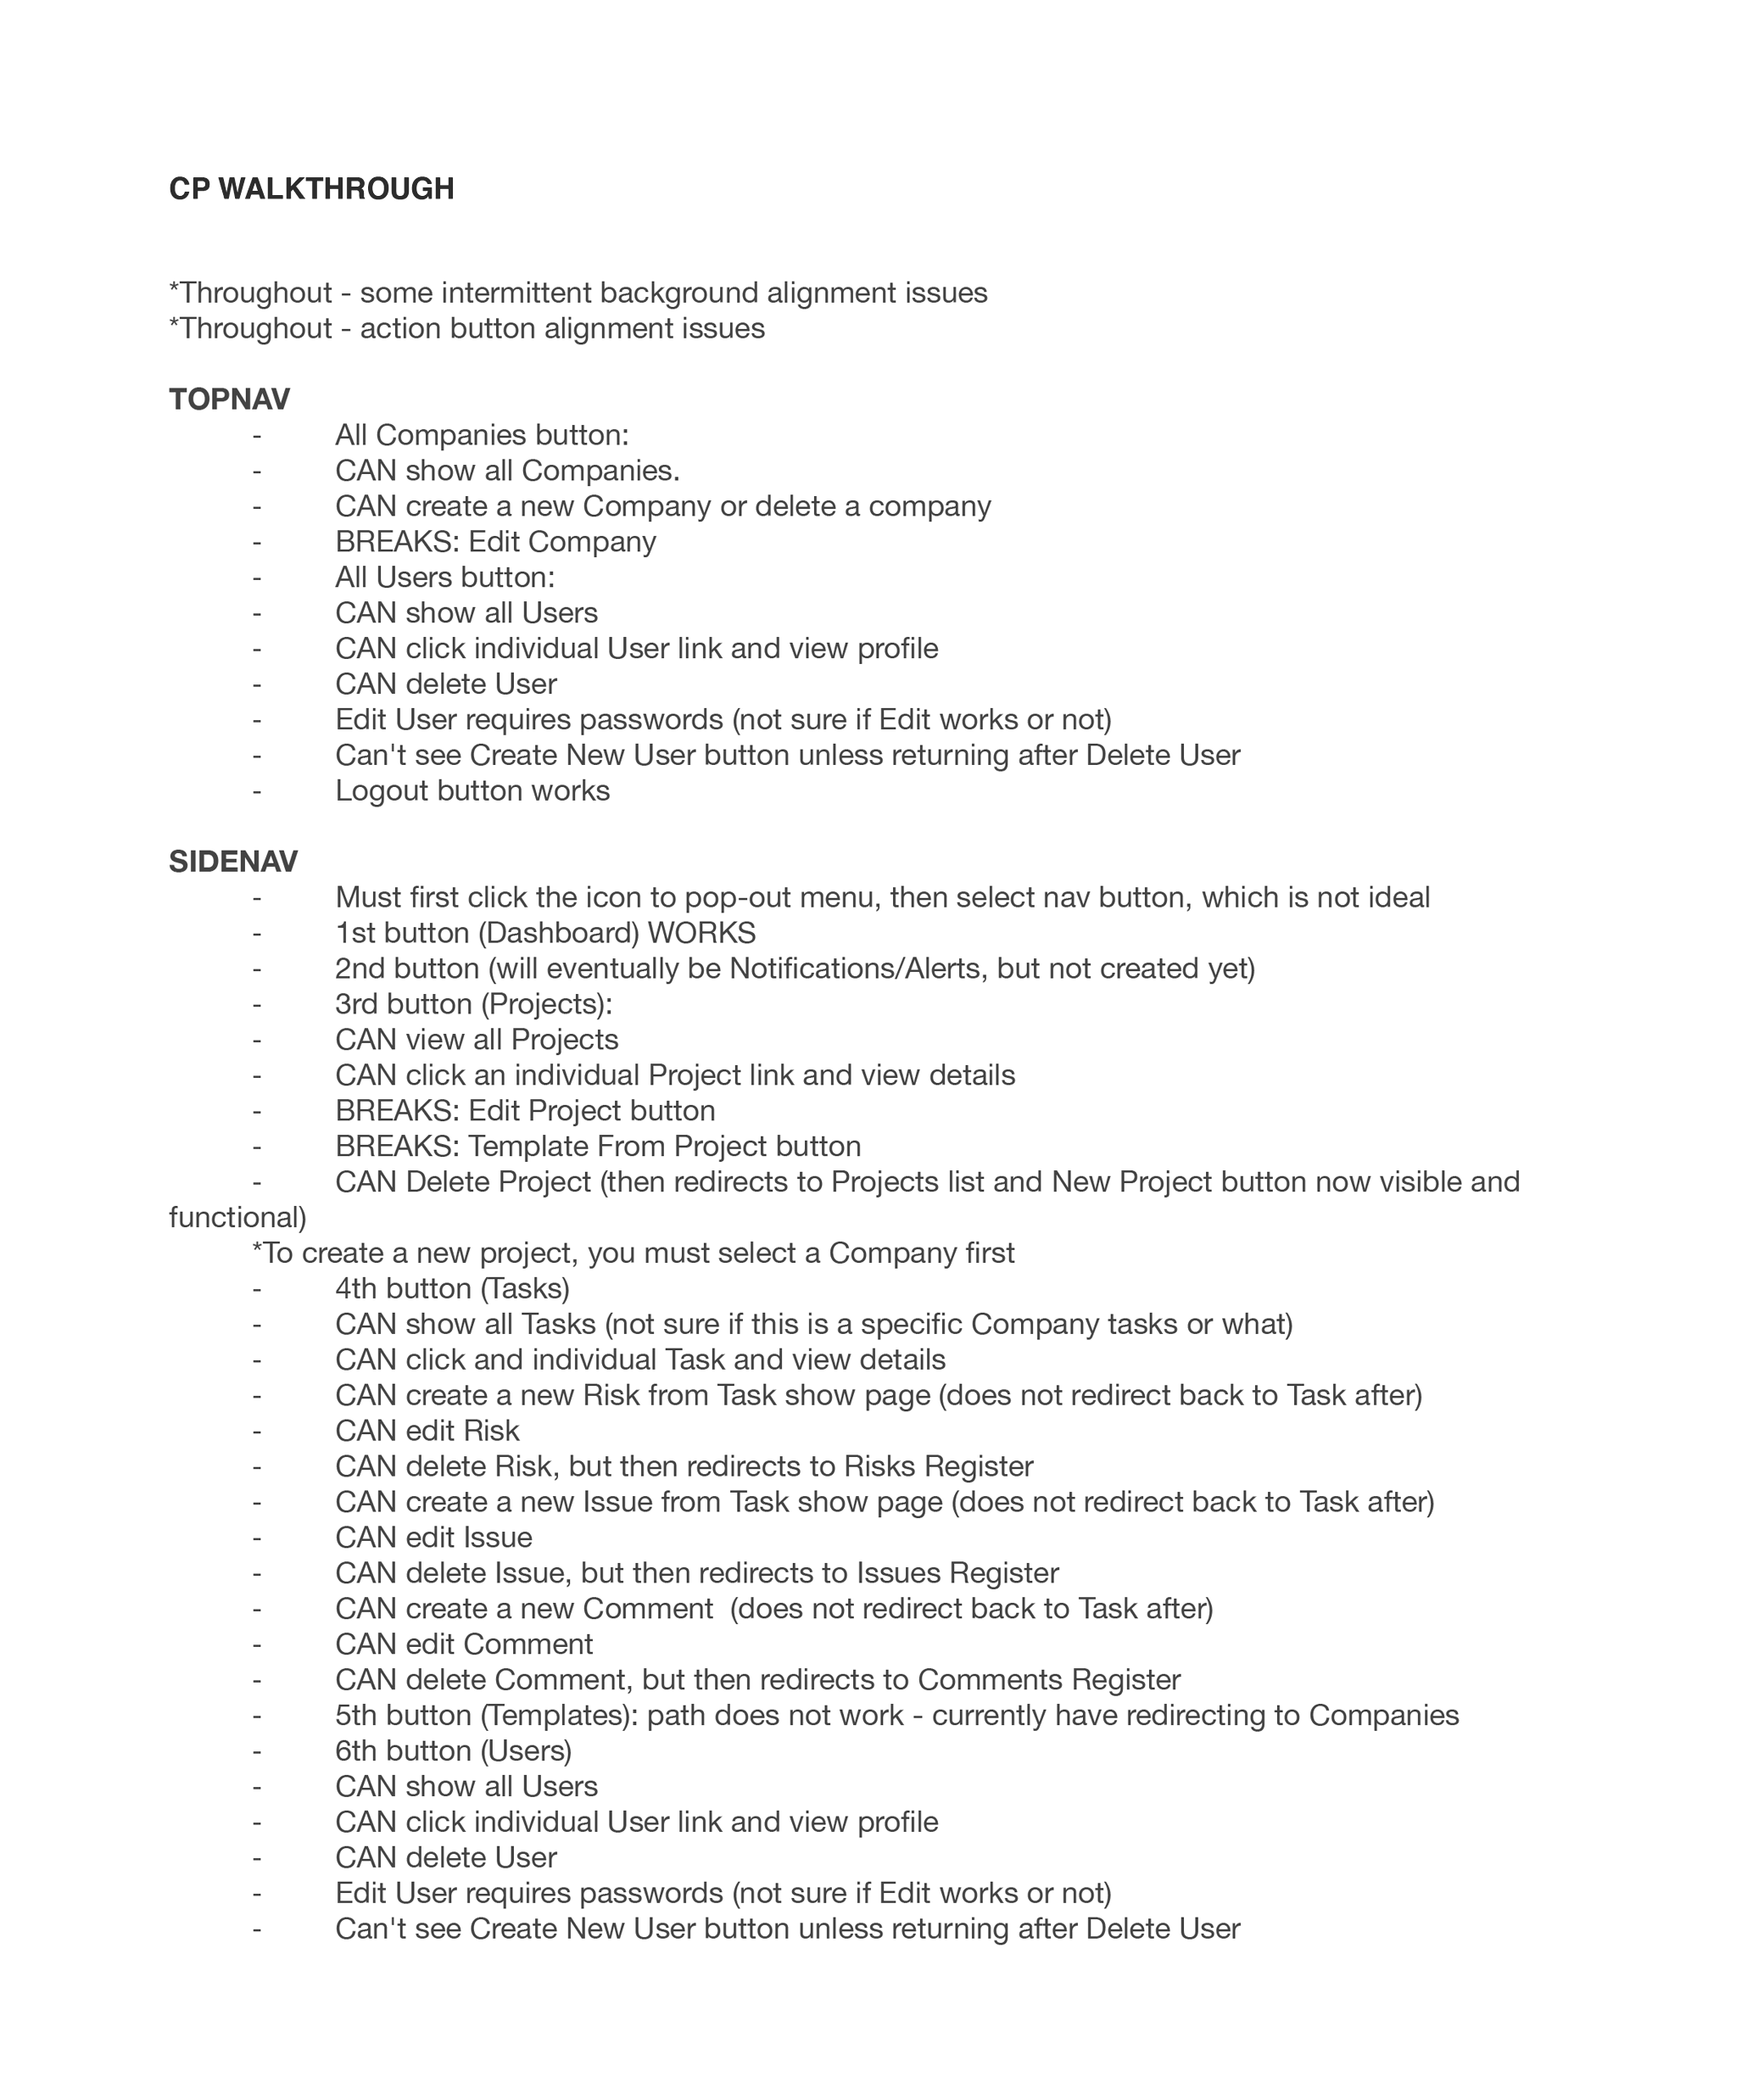 CP WALKTHROUGH
*Throughout - some intermittent background alignment issues
*Throughout - action button alignment issues
TOPNAV
- All Companies button:
- CAN show all Companies.
- CAN create a new Company or delete a company
- BREAKS: Edit Company
- All Users button:
- CAN show all Users
- CAN click individual User link and view profile
- CAN delete User
- Edit User requires passwords (not sure if Edit works or not)
- Can't see Create New User button unless returning after Delete User
- Logout button works
SIDENAV
- Must first click the icon to pop-out menu, then select nav button, which is not ideal
- 1st button (Dashboard) WORKS
- 2nd button (will eventually be Notifications/Alerts, but not created yet)
- 3rd button (Projects):
- CAN view all Projects
- CAN click an individual Project link and view details
- BREAKS: Edit Project button
- BREAKS: Template From Project button
- CAN Delete Project (then redirects to Projects list and New Project button now visible and
functional)
*To create a new project, you must select a Company first
- 4th button (Tasks)
- CAN show all Tasks (not sure if this is a specific Company tasks or what)
- CAN click and individual Task and view details
- CAN create a new Risk from Task show page (does not redirect back to Task after)
- CAN edit Risk
- CAN delete Risk, but then redirects to Risks Register
- CAN create a new Issue from Task show page (does not redirect back to Task after)
- CAN edit Issue
- CAN delete Issue, but then redirects to Issues Register
- CAN create a new Comment  (does not redirect back to Task after)
- CAN edit Comment
- CAN delete Comment, but then redirects to Comments Register
- 5th button (Templates): path does not work - currently have redirecting to Companies
- 6th button (Users)
- CAN show all Users
- CAN click individual User link and view profile
- CAN delete User
- Edit User requires passwords (not sure if Edit works or not)
- Can't see Create New User button unless returning after Delete User